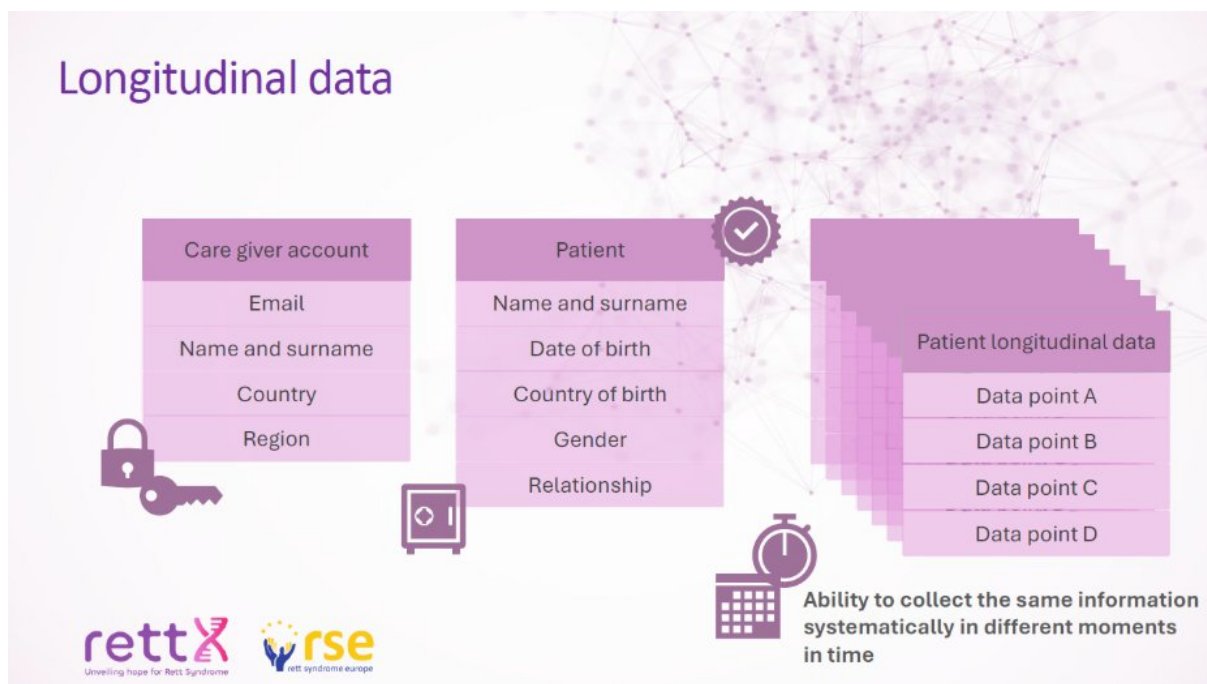 Longitudinal data
Care giver account
Email
Name and surname
Country
Region
Patient
Name and surname
Date of birth
Country of birth
Gender
Relationship
Patient longitudinal data
Data point A
Data point B
Data point C
Data point D
Ability to collect the same information
systematically in different moments
in time
rettX
Unveiling hope for Rett Syndrome
rse
rett syndrome europe